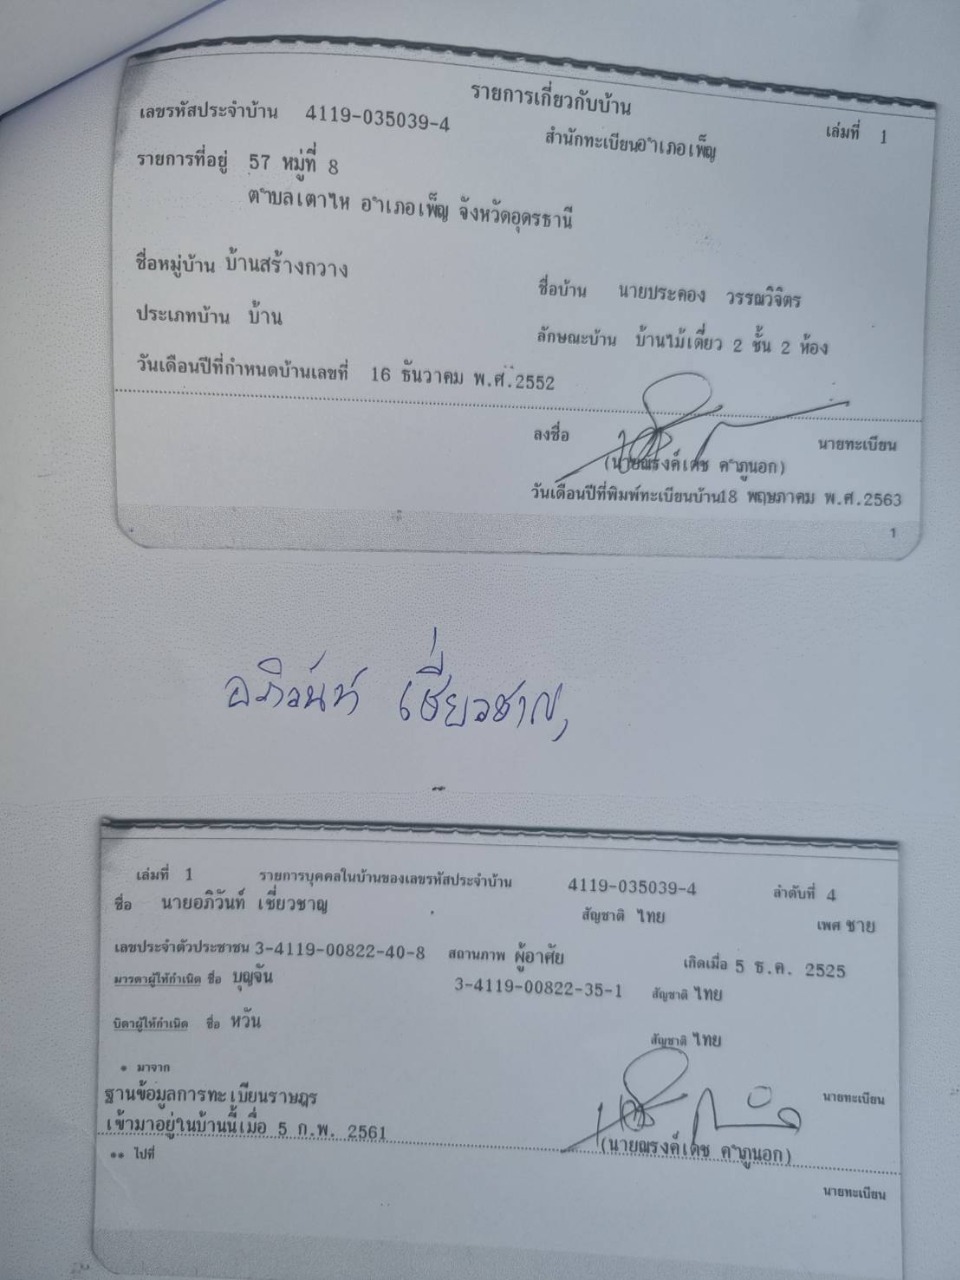 รายการเกี่ยวกับบ้าน
เล่มที่ 1
เลขรหัสประจำบ้าน 4119-035039-4
สำนักทะเบียนอำเภอเพ็ญ
รายการที่อยู่ 57 หมู่ที่ 8
ตำบลเตาไห อำเภอเพ็ญ จังหวัดอุดรธานี
ชื่อหมู่บ้าน บ้านสร้างกวาง
ชื่อบ้าน นายประคอง วรรณวิจิตร
ประเภทบ้าน บ้าน
ลักษณะบ้าน บ้านไม้เดี่ยว 2 ชั้น 2 ห้อง
วันเดือนปีที่กำหนดบ้านเลขที่ 16 ธันวาคม พ.ศ.2552
ลงชื่อ นายทะเบียน
(นายณรงค์เดช คำภูนอก)
วันเดือนปีที่พิมพ์ทะเบียนบ้าน18 พฤษภาคม พ.ศ.2563
1
อภิวันท์ เชี่ยวชาญ
เล่มที่ 1 รายการบุคคลในบ้านของเลขรหัสประจำบ้าน 4119-035039-4 ลำดับที่ 4
ชื่อ นายอภิวันท์ เชี่ยวชาญ สัญชาติ ไทย เพศ ชาย
เลขประจำตัวประชาชน 3-4119-00822-40-8 สถานภาพ ผู้อาศัย เกิดเมื่อ 5 ธ.ค. 2525
มารดาผู้ให้กำเนิด ชื่อ บุญจัน 3-4119-00822-35-1 สัญชาติ ไทย
บิดาผู้ให้กำเนิด ชื่อ หวัน สัญชาติ ไทย
* มาจาก
ฐานข้อมูลการทะเบียนราษฎร นายทะเบียน
เข้ามาอยู่ในบ้านนี้เมื่อ 5 ก.พ. 2561
(นายณรงค์เดช คำภูนอก)
** ไปที่
นายทะเบียน